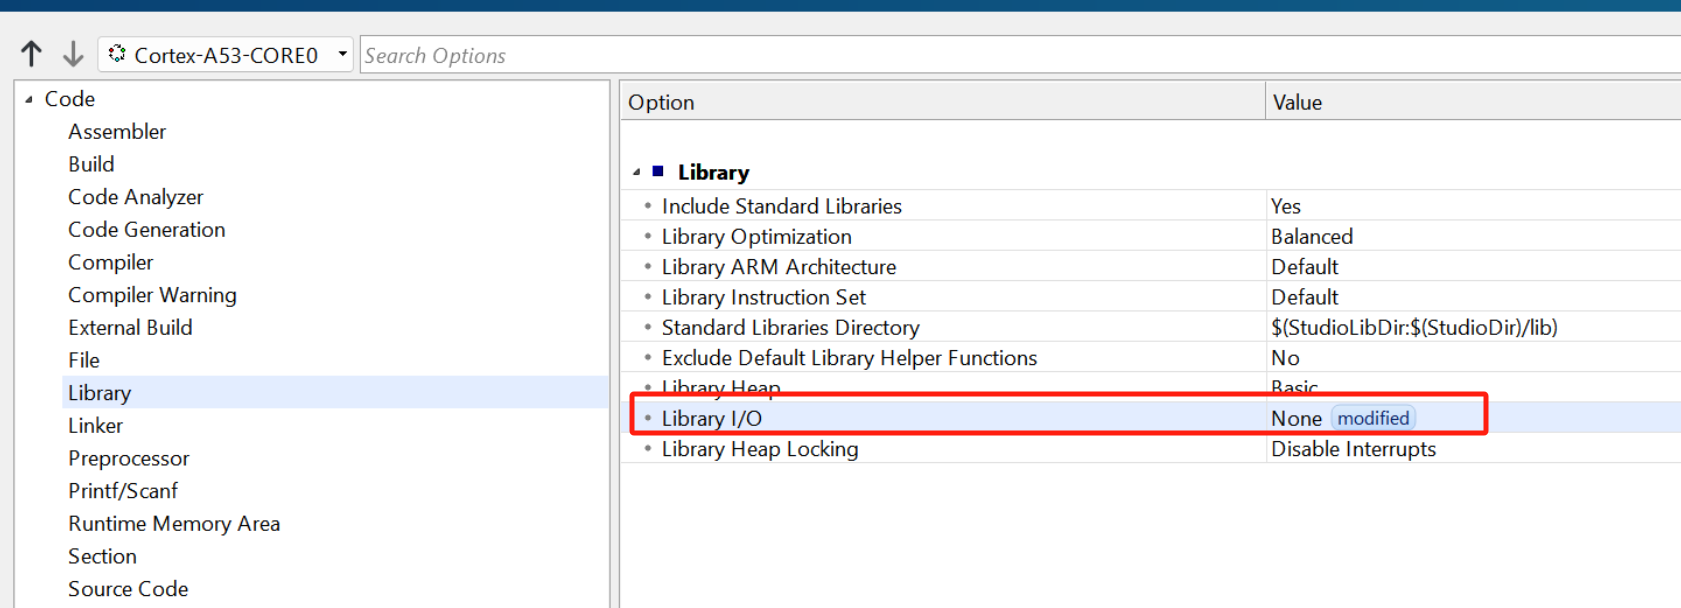 Cortex-A53-CORE0 Search Options
Code
Assembler
Build
Code Analyzer
Code Generation
Compiler
Compiler Warning
External Build
File
Library
Linker
Preprocessor
Printf/Scanf
Runtime Memory Area
Section
Source Code
Option Value
Library
Include Standard Libraries Yes
Library Optimization Balanced
Library ARM Architecture Default
Library Instruction Set Default
Standard Libraries Directory $(StudioLibDir:$(StudioDir)/lib)
Exclude Default Library Helper Functions No
Library Heap Basic
Library I/O None modified
Library Heap Locking Disable Interrupts